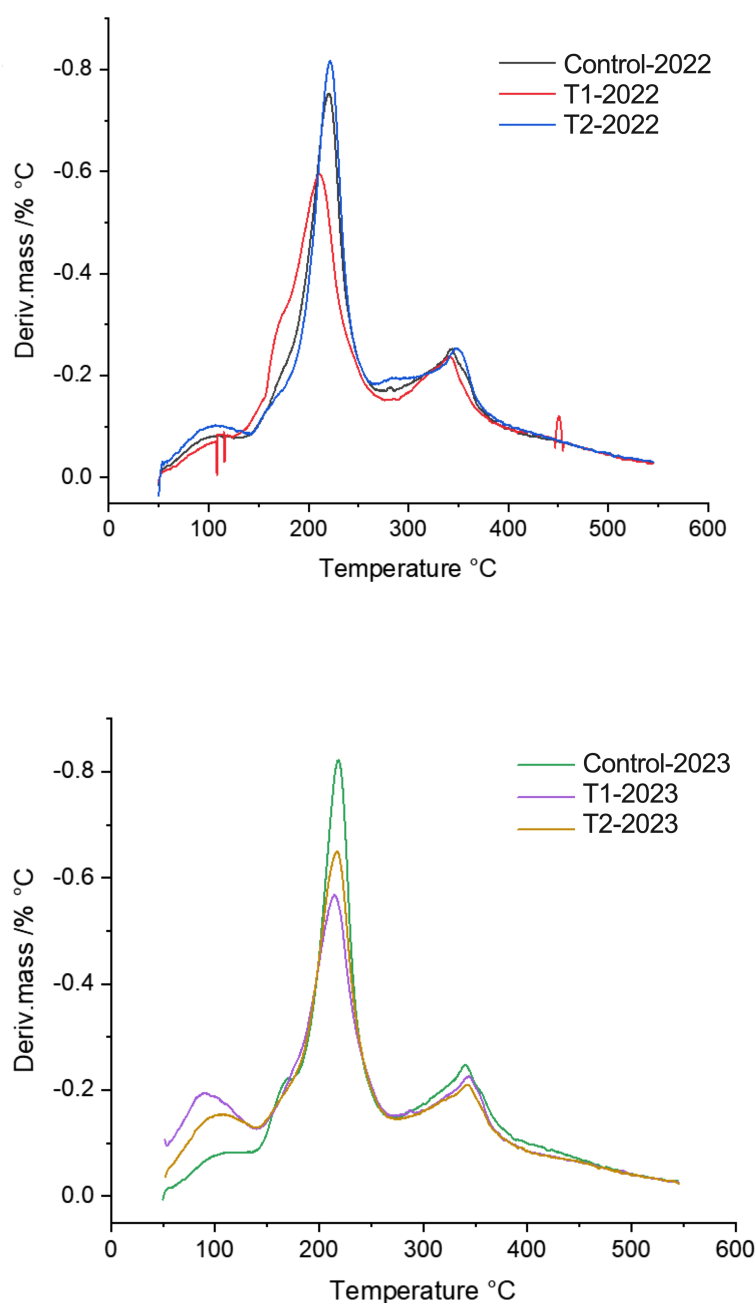 Control-2022
T1-2022
T2-2022
-0.8
-0.6
-0.4
-0.2
0.0
Deriv.mass /% °C
0 100 200 300 400 500 600
Temperature °C
Control-2023
T1-2023
T2-2023
-0.8
-0.6
-0.4
-0.2
0.0
Deriv.mass /% °C
0 100 200 300 400 500 600
Temperature °C